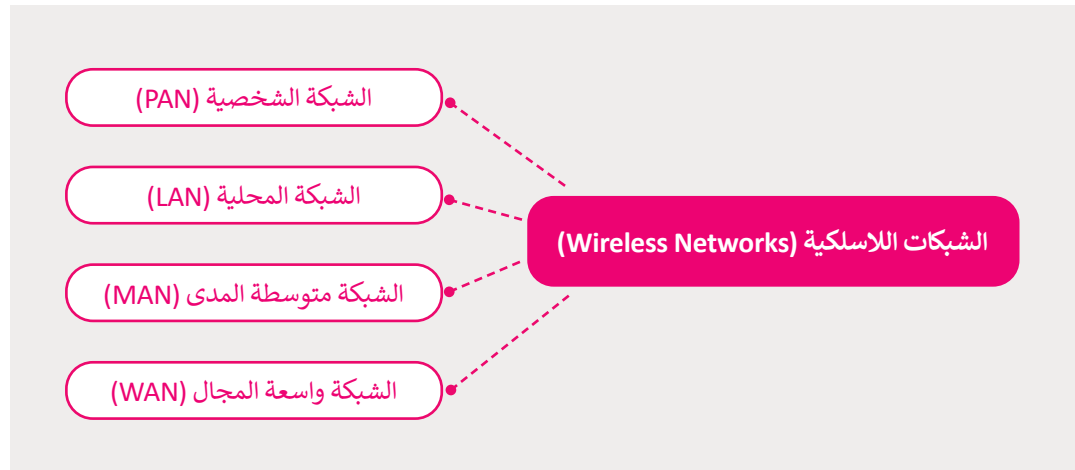 الشبكات اللاسلكية (Wireless Networks)
الشبكة الشخصية (PAN)
الشبكة المحلية (LAN)
الشبكة متوسطة المدى (MAN)
الشبكة واسعة المجال (WAN)